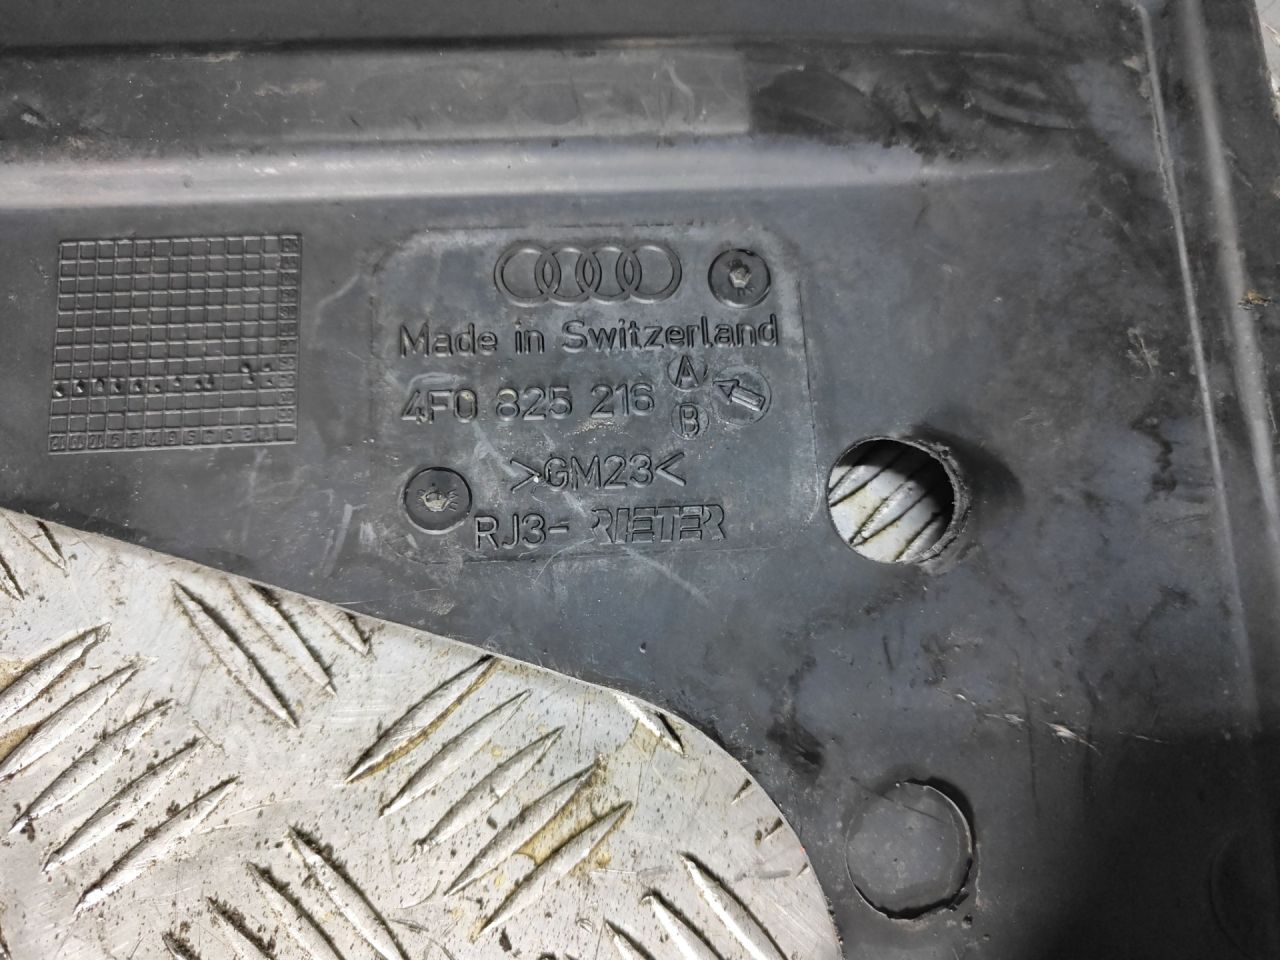 Made in Switzerland
4F0 825 216 A
B
>GM23<
RJ3- RIETER